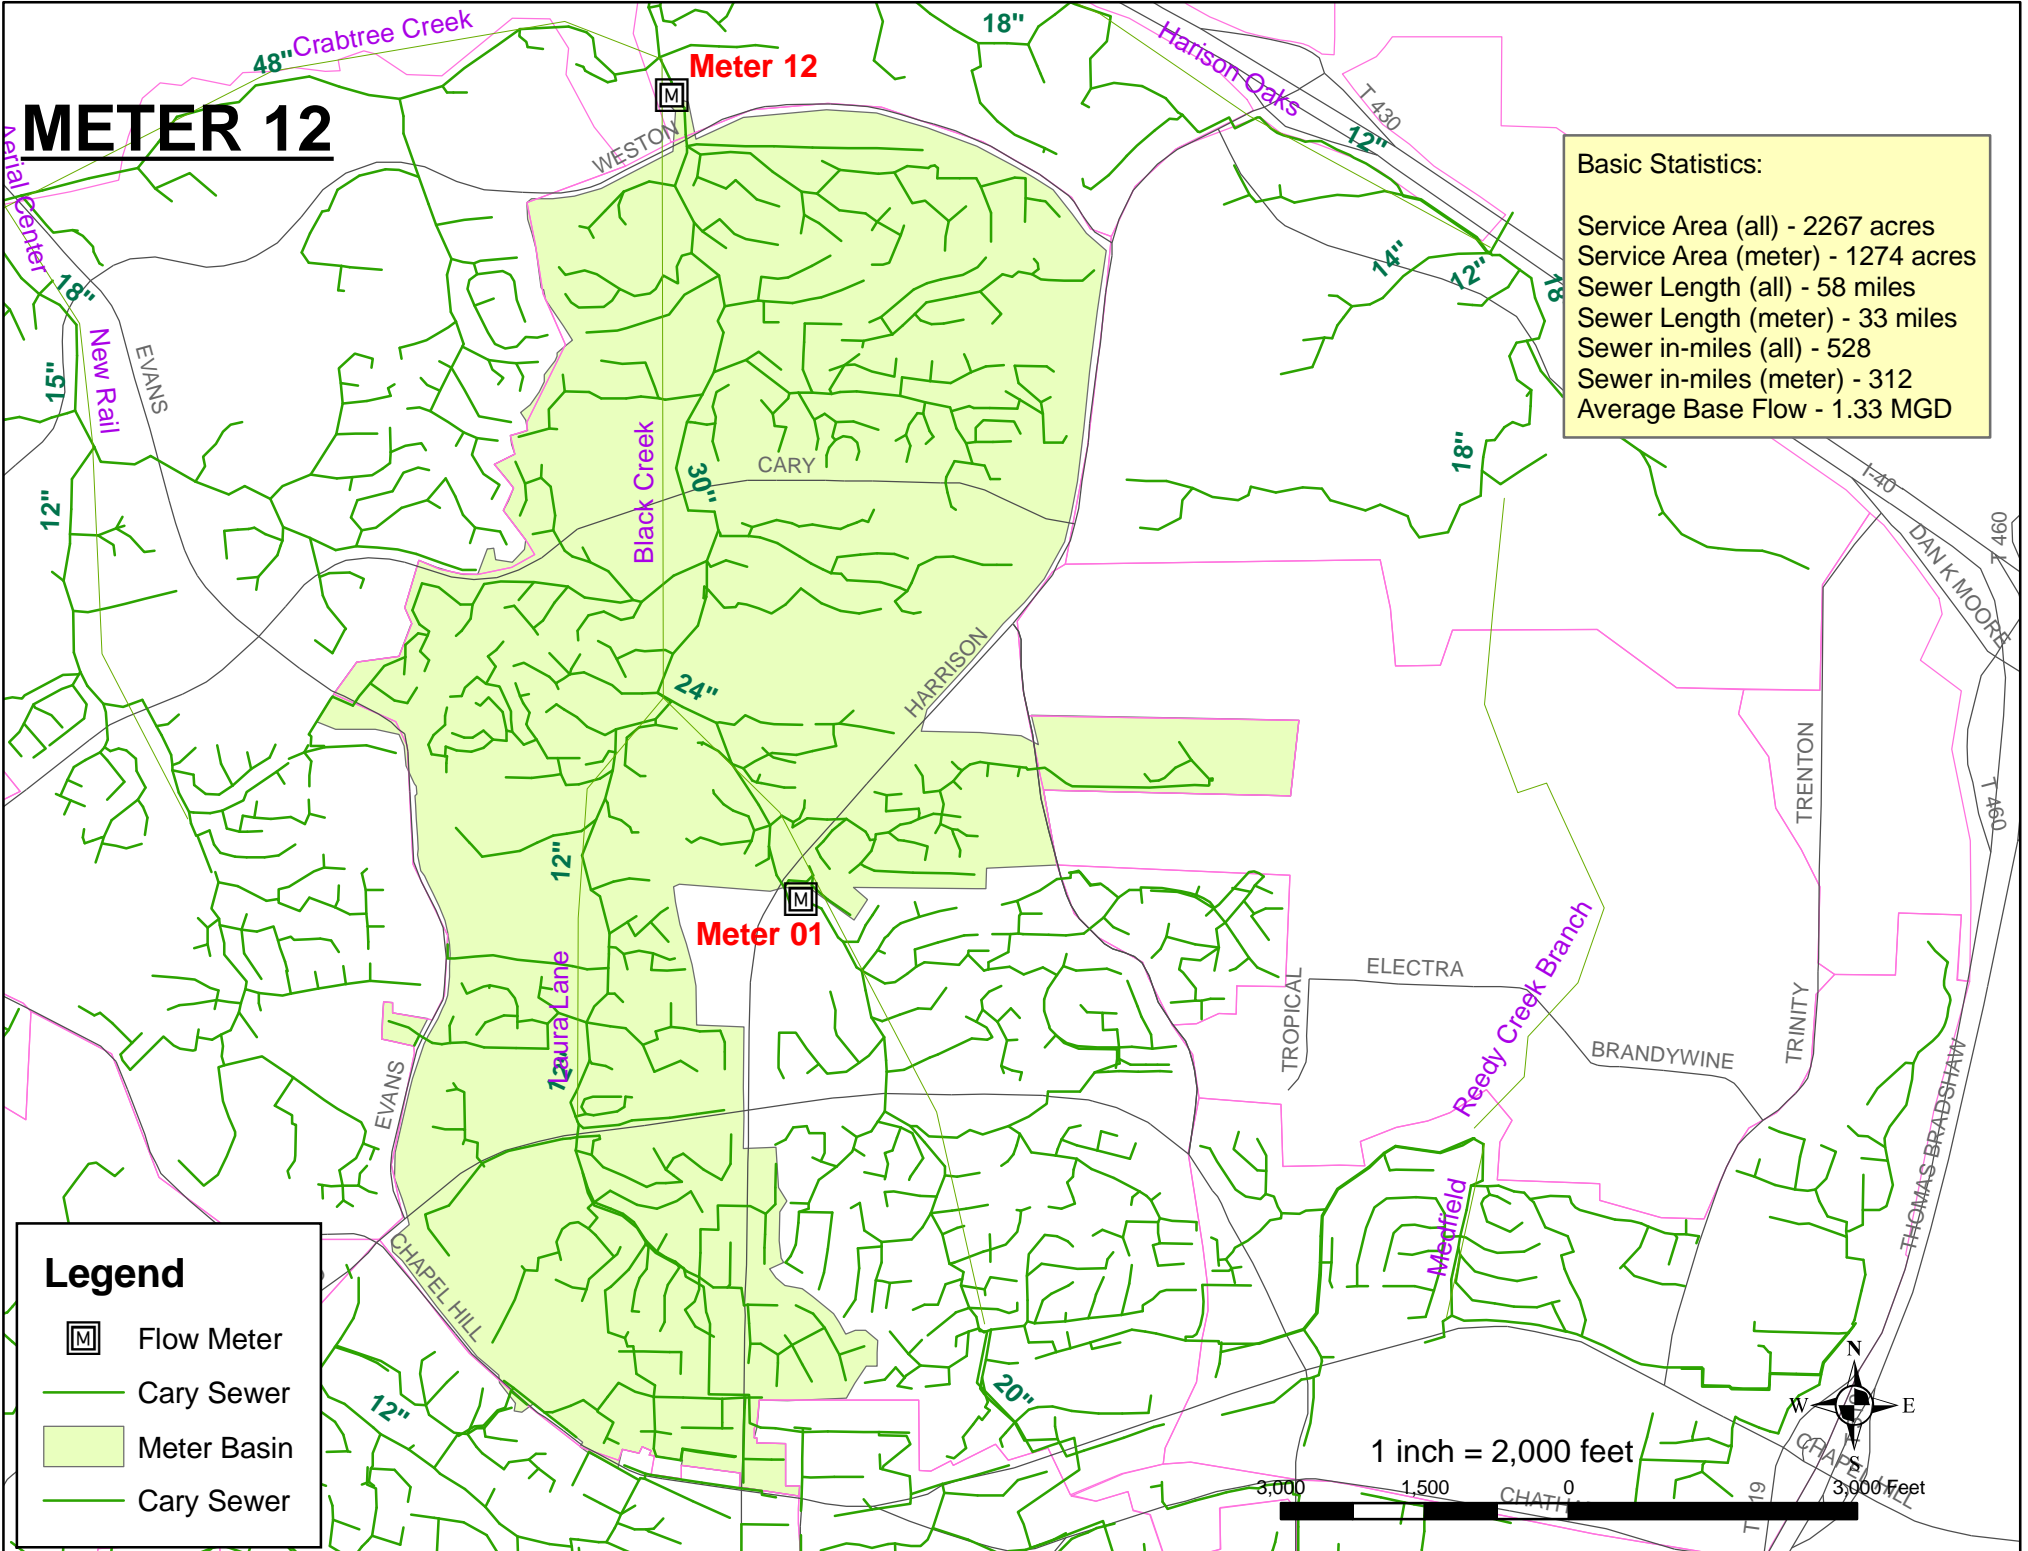 METER 12
48"
Crabtree Creek
Meter 12
M
18"
Harison Oaks
T 430
12"
WESTON
Aerial Center
18"
New Rail
EVANS
15"
12"
14"
12"
18"
Basic Statistics:
Service Area (all) - 2267 acres
Service Area (meter) - 1274 acres
Sewer Length (all) - 58 miles
Sewer Length (meter) - 33 miles
Sewer in-miles (all) - 528
Sewer in-miles (meter) - 312
Average Base Flow - 1.33 MGD
Black Creek
30"
CARY
I-40
DAN K MOORE
T 460
HARRISON
24"
TRENTON
T 460
12"
M
Meter 01
Laura Lane
12"
ELECTRA
TROPICAL
Reedy Creek Branch
BRANDYWINE
TRINITY
THOMAS BRADSHAW
EVANS
Medfield
CHAPEL HILL
12"
20"
Legend
M Flow Meter
Cary Sewer
Meter Basin
Cary Sewer
N
W E
S
1 inch = 2,000 feet
3,000 1,500 0 3,000 Feet
CHAPEL HILL